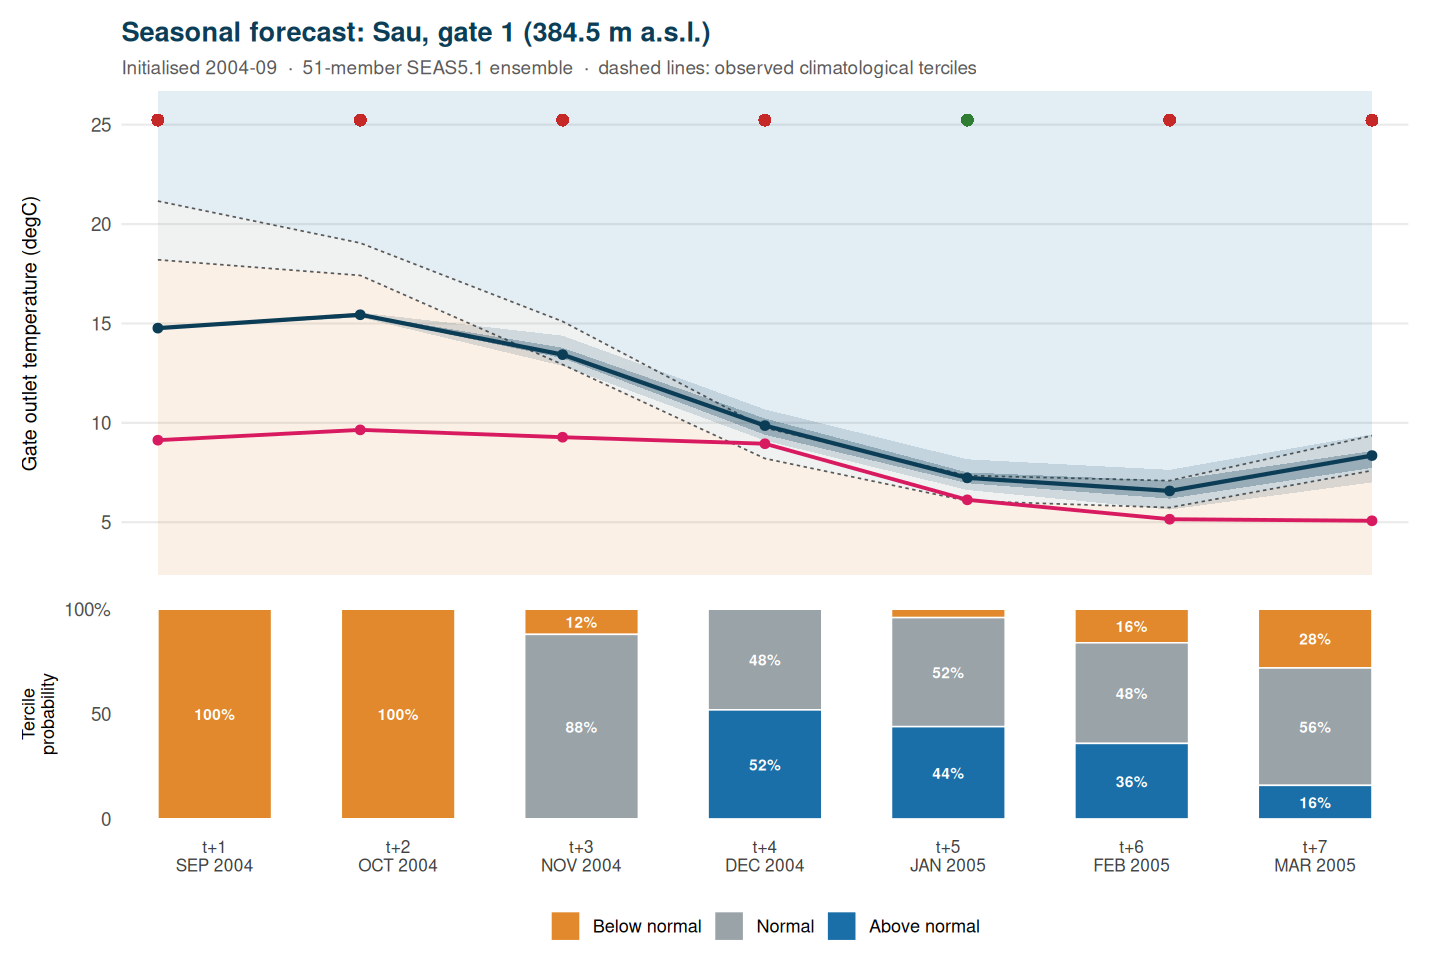 Seasonal forecast: Sau, gate 1 (384.5 m a.s.l.)
Initialised 2004-09 · 51-member SEAS5.1 ensemble · dashed lines: observed climatological terciles
Gate outlet temperature (degC)
25
20
15
10
5
Tercile
probability
100%
50
0
100%
100%
12%
88%
48%
52%
52%
44%
16%
48%
36%
28%
56%
16%
t+1
SEP 2004
t+2
OCT 2004
t+3
NOV 2004
t+4
DEC 2004
t+5
JAN 2005
t+6
FEB 2005
t+7
MAR 2005
Below normal
Normal
Above normal